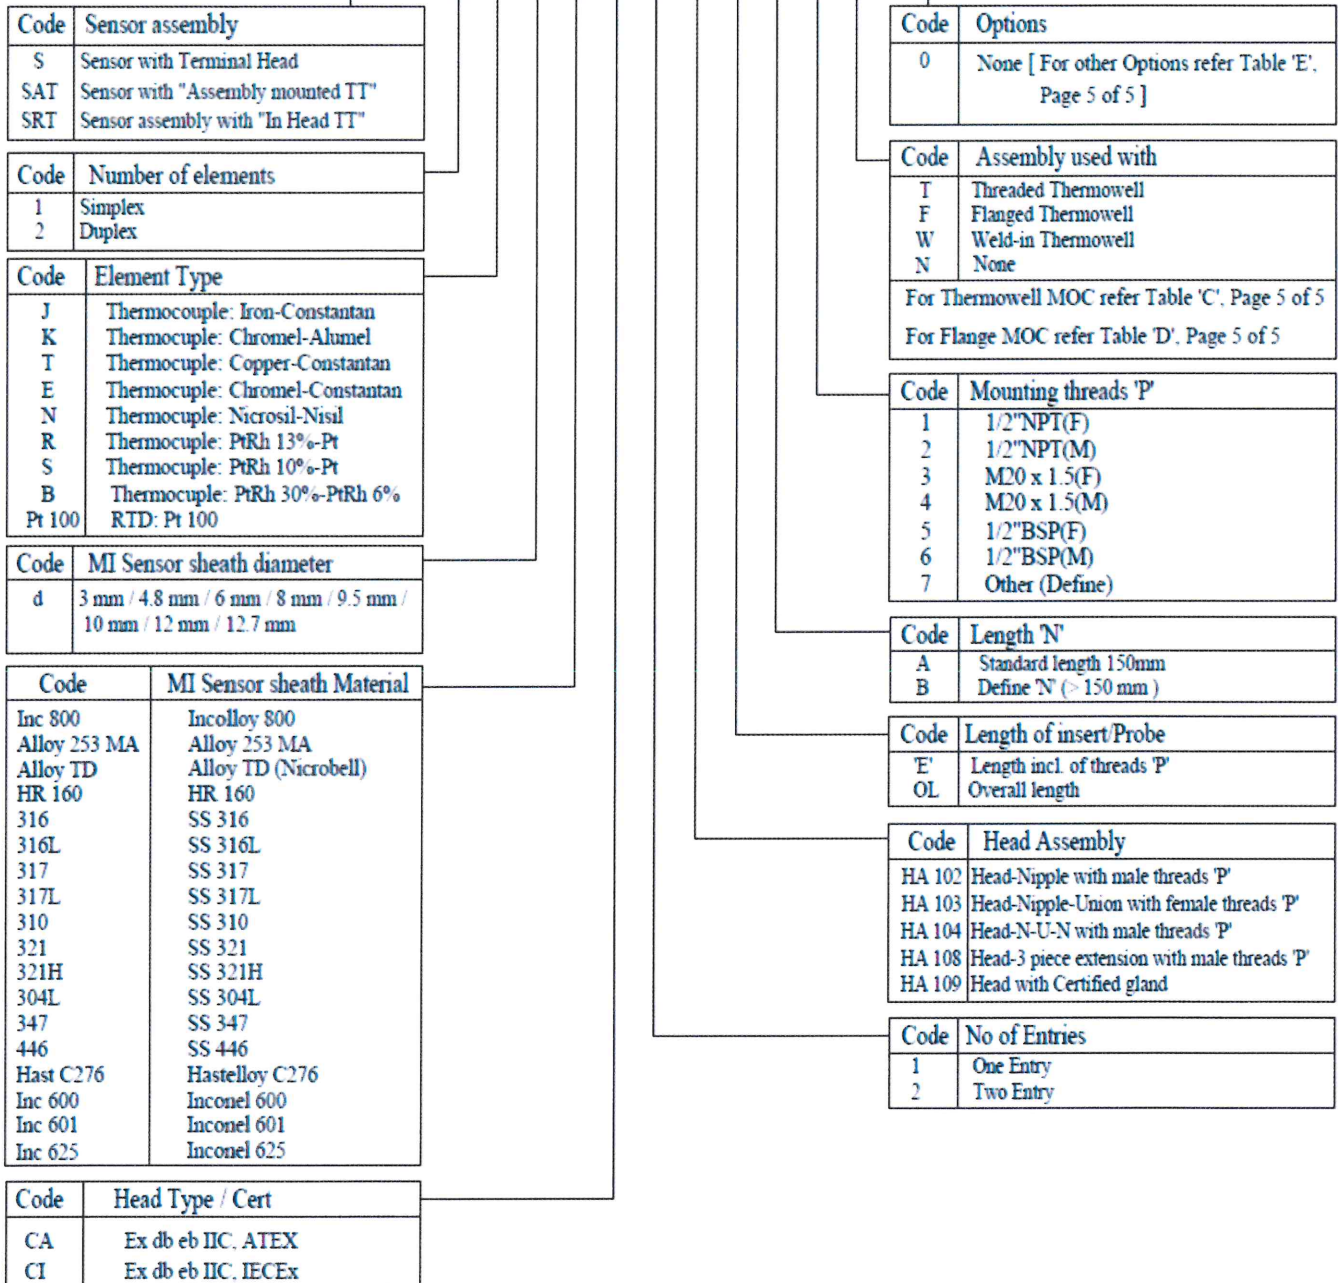 Code Sensor assembly
S Sensor with Terminal Head
SAT Sensor with "Assembly mounted TT"
SRT Sensor assembly with "In Head TT"
Code Number of elements
1 Simplex
2 Duplex
Code Element Type
J Thermocouple: Iron-Constantan
K Thermocuple: Chromel-Alumel
T Thermocuple: Copper-Constantan
E Thermocuple: Chromel-Constantan
N Thermocuple: Nicrosil-Nisil
R Thermocuple: PtRh 13%-Pt
S Thermocuple: PtRh 10%-Pt
B Thermocuple: PtRh 30%-PtRh 6%
Pt 100 RTD: Pt 100
Code MI Sensor sheath diameter
d 3 mm / 4.8 mm / 6 mm / 8 mm / 9.5 mm /
10 mm / 12 mm / 12.7 mm
Code MI Sensor sheath Material
Inc 800 Incolloy 800
Alloy 253 MA Alloy 253 MA
Alloy TD Alloy TD (Nicrobell)
HR 160 HR 160
316 SS 316
316L SS 316L
317 SS 317
317L SS 317L
310 SS 310
321 SS 321
321H SS 321H
304L SS 304L
347 SS 347
446 SS 446
Hast C276 Hastelloy C276
Inc 600 Inconel 600
Inc 601 Inconel 601
Inc 625 Inconel 625
Code Head Type / Cert
CA Ex db eb IIC, ATEX
CI Ex db eb IIC, IECEx
Code Options
0 None [ For other Options refer Table 'E',
Page 5 of 5 ]
Code Assembly used with
T Threaded Thermowell
F Flanged Thermowell
W Weld-in Thermowell
N None
For Thermowell MOC refer Table 'C', Page 5 of 5
For Flange MOC refer Table 'D', Page 5 of 5
Code Mounting threads 'P'
1 1/2"NPT(F)
2 1/2"NPT(M)
3 M20 x 1.5(F)
4 M20 x 1.5(M)
5 1/2"BSP(F)
6 1/2"BSP(M)
7 Other (Define)
Code Length 'N'
A Standard length 150mm
B Define 'N' (> 150 mm )
Code Length of insert/Probe
'E' Length incl. of threads 'P'
OL Overall length
Code Head Assembly
HA 102 Head-Nipple with male threads 'P'
HA 103 Head-Nipple-Union with female threads 'P'
HA 104 Head-N-U-N with male threads 'P'
HA 108 Head-3 piece extension with male threads 'P'
HA 109 Head with Certified gland
Code No of Entries
1 One Entry
2 Two Entry